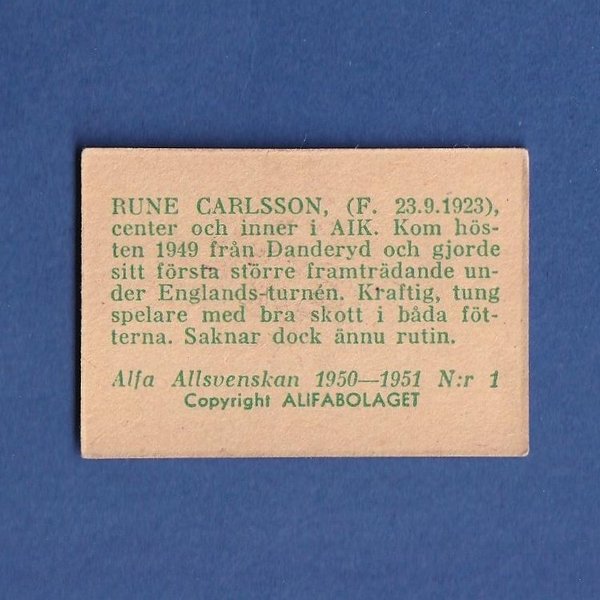 RUNE CARLSSON, (F. 23.9.1923),
center och inner i AIK. Kom hös-
ten 1949 från Danderyd och gjorde
sitt första större framträdande un-
der Englands-turnén. Kraftig, tung
spelare med bra skott i båda föt-
terna. Saknar dock ännu rutin.
Alfa Allsvenskan 1950—1951 N:r 1
Copyright ALIFABOLAGET